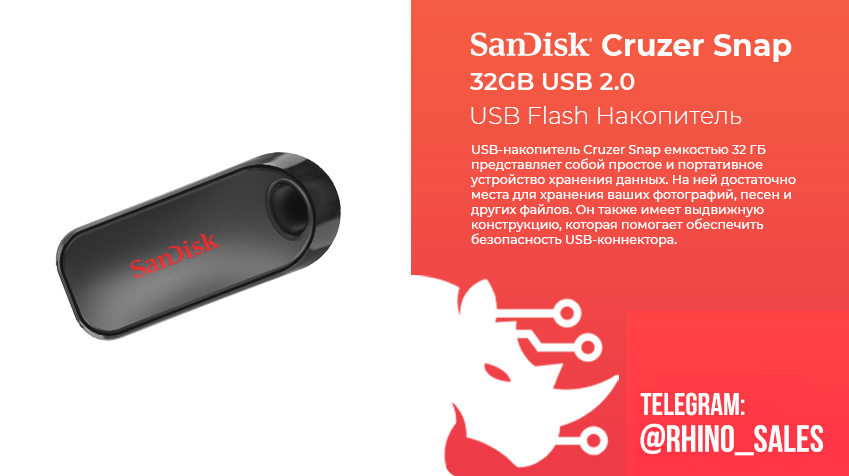 SanDisk
SanDisk® Cruzer Snap
32GB USB 2.0
USB Flash Накопитель
USB-накопитель Cruzer Snap емкостью 32 ГБ
представляет собой простое и портативное
устройство хранения данных. На ней достаточно
места для хранения ваших фотографий, песен и
других файлов. Он также имеет выдвижную
конструкцию, которая помогает обеспечить
безопасность USB-коннектора.
TELEGRAM:
@RHINO_SALES